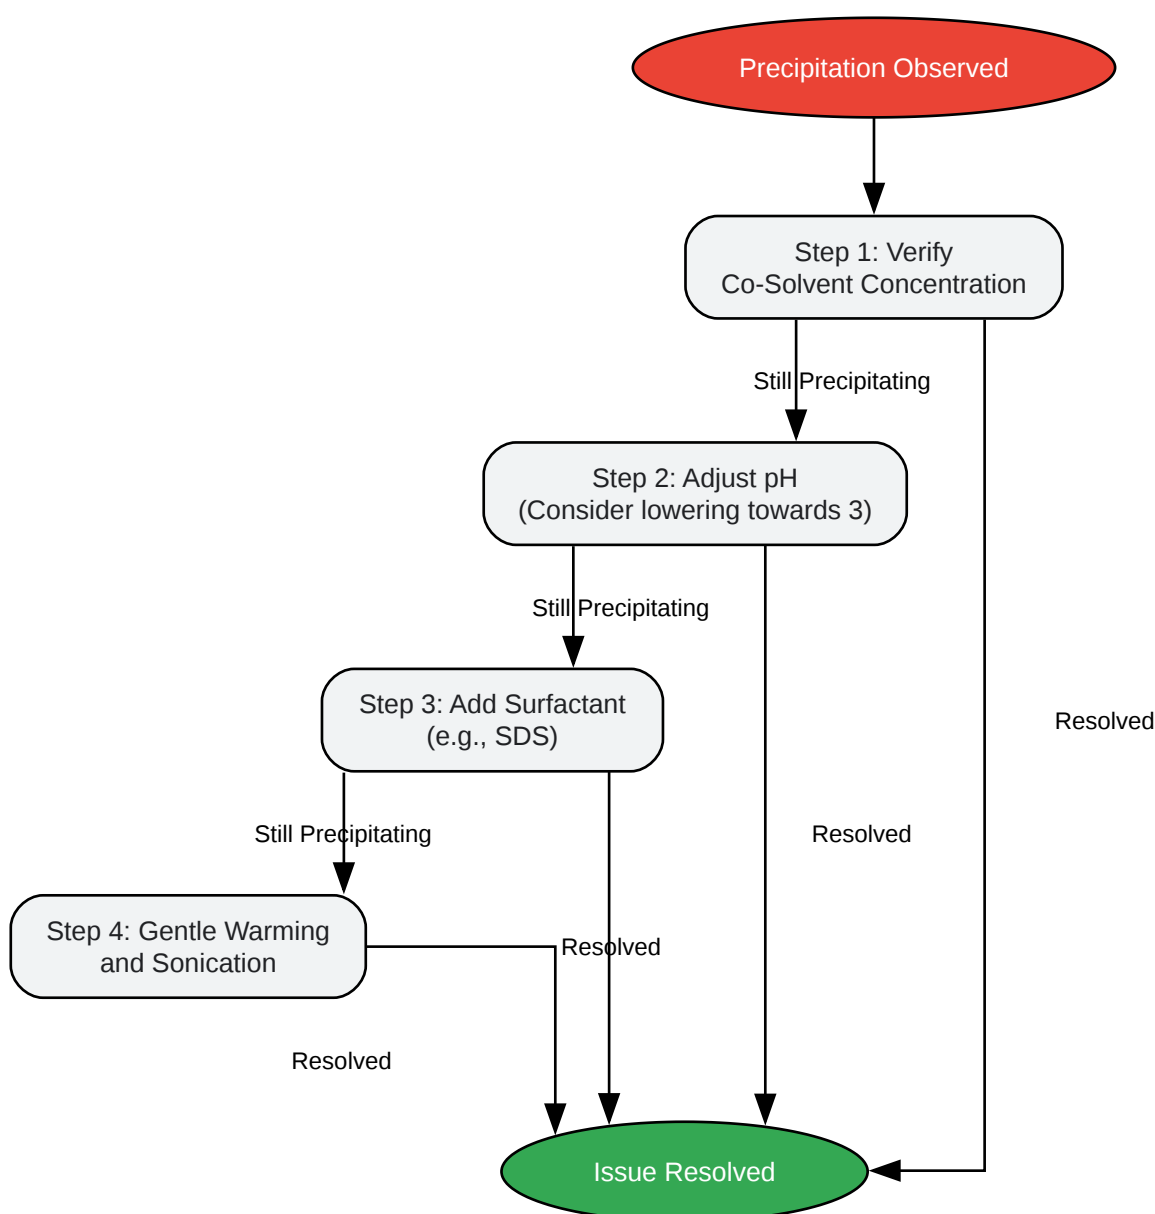 Precipitation Observed
Step 1: Verify
Co-Solvent Concentration
Still Precipitating
Step 2: Adjust pH
(Consider lowering towards 3)
Still Precipitating
Step 3: Add Surfactant
(e.g., SDS)
Resolved
Still Precipitating
Resolved
Step 4: Gentle Warming
and Sonication
Resolved
Resolved
Issue Resolved